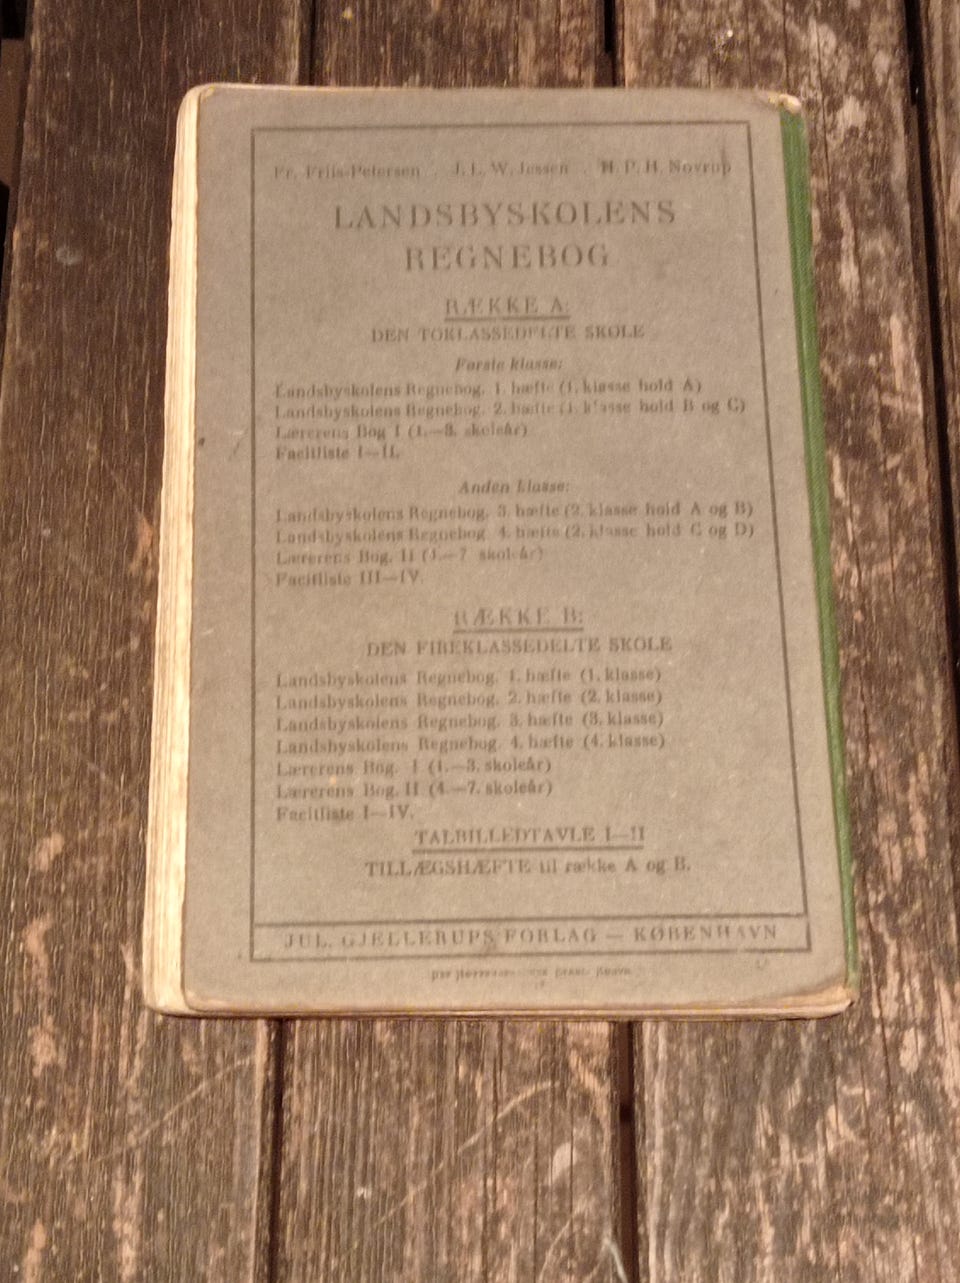 Fr. Friis-Petersen . J. L. W. Jessen . H. P. H. Novrup
LANDSBYSKOLENS
REGNEBOG
RÆKKE A:
DEN TOKLASSEDELTE SKOLE
Første klasse:
Landsbyskolens Regnebog. 1. hæfte (1. klasse hold A)
Landsbyskolens Regnebog. 2. hæfte (1. klasse hold B og C)
Lærerens Bog I (1.—3. skoleår)
Facitliste I—II.
Anden klasse:
Landsbyskolens Regnebog. 3. hæfte (2. klasse hold A og B)
Landsbyskolens Regnebog. 4. hæfte (2. klasse hold C og D)
Lærerens Bog. II (4.—7. skoleår)
Facitliste III—IV.
RÆKKE B:
DEN FIREKLASSEDELTE SKOLE
Landsbyskolens Regnebog. 1. hæfte (1. klasse)
Landsbyskolens Regnebog. 2. hæfte (2. klasse)
Landsbyskolens Regnebog. 3. hæfte (3. klasse)
Landsbyskolens Regnebog. 4. hæfte (4. klasse)
Lærerens Bog. I (1.—3. skoleår)
Lærerens Bog. II (4.—7. skoleår)
Facitliste I—IV.
TALBILLEDTAVLE I—II
TILLÆGSHÆFTE til række A og B.
JUL. GJELLERUPS FORLAG — KØBENHAVN